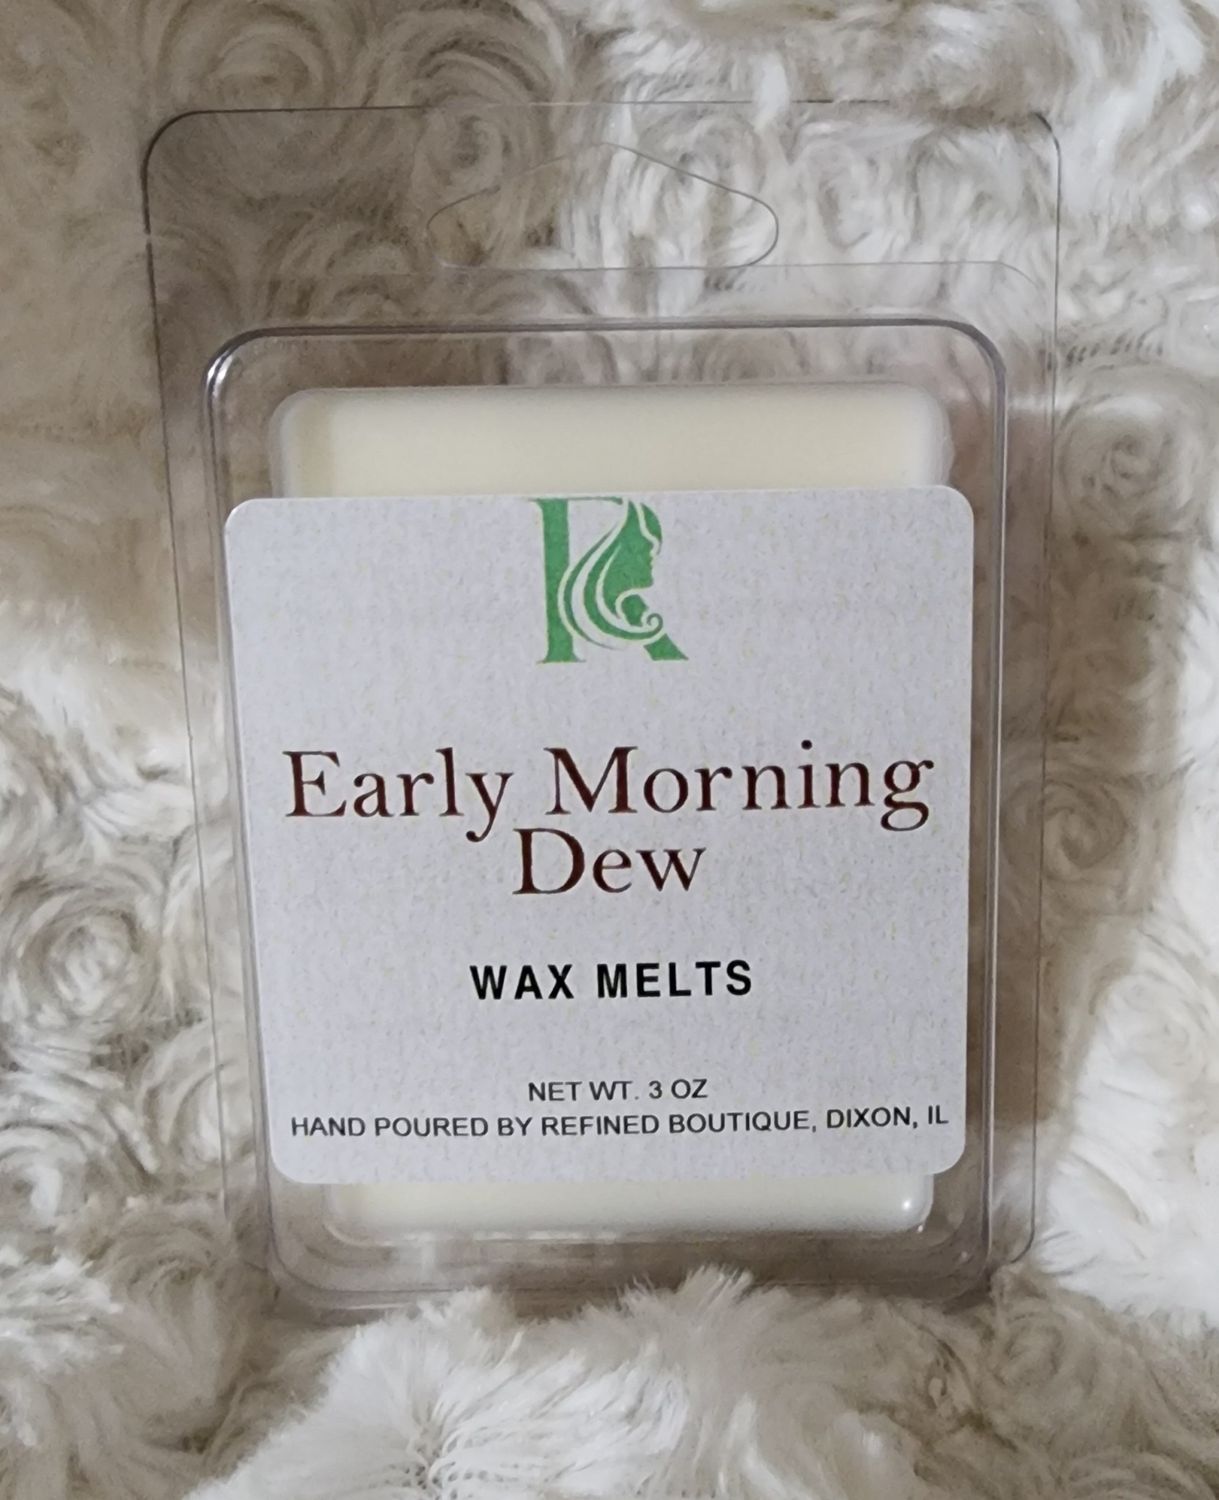 R
Early Morning
Dew
WAX MELTS
NET WT. 3 OZ
HAND POURED BY REFINED BOUTIQUE, DIXON, IL